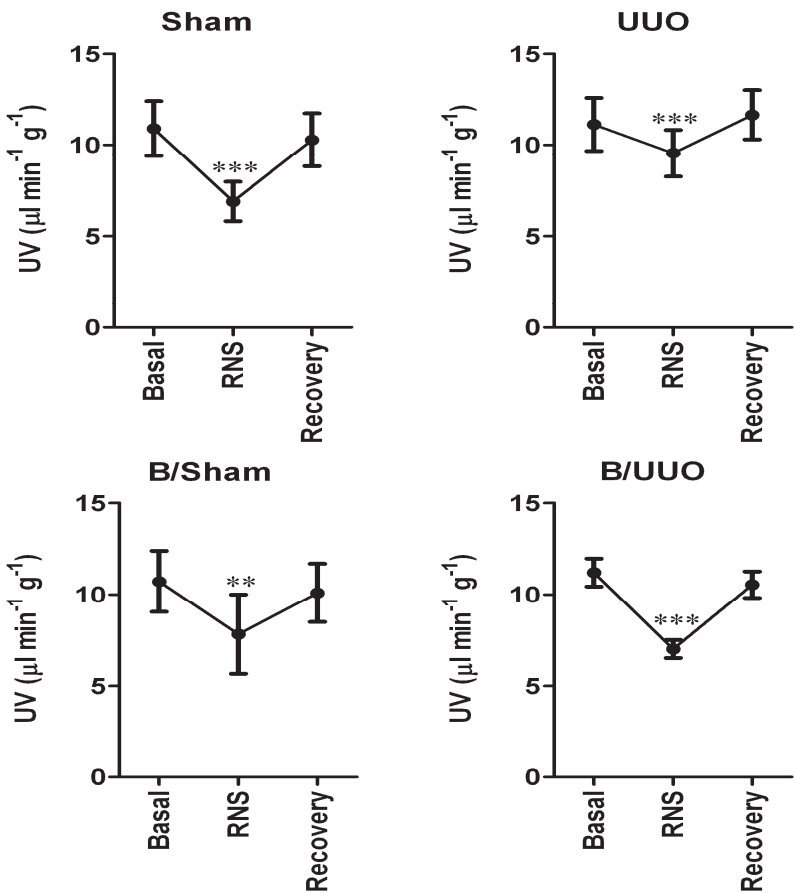 Sham
UV (μl min⁻¹ g⁻¹)
15
10
5
0
***
Basal
RNS
Recovery
UUO
UV (μl min⁻¹ g⁻¹)
15
10
5
0
***
Basal
RNS
Recovery
B/Sham
UV (μl min⁻¹ g⁻¹)
15
10
5
0
**
Basal
RNS
Recovery
B/UUO
UV (μl min⁻¹ g⁻¹)
15
10
5
0
***
Basal
RNS
Recovery